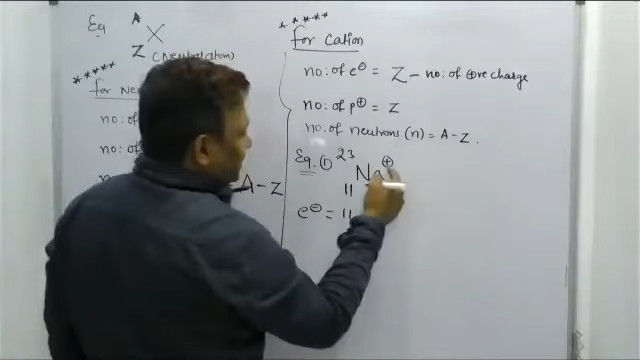 Eg A
X
Z (Neutral atom)
*****
for Neu
no: of
no: of
A - Z
*****
for Cation
no: of e⊖ = Z - no: of ⊕ve charge
no: of p⊕ = Z
no: of neutrons (n) = A - Z.
Eg. ① 23
Na ⊕
11
e⊖ = 11